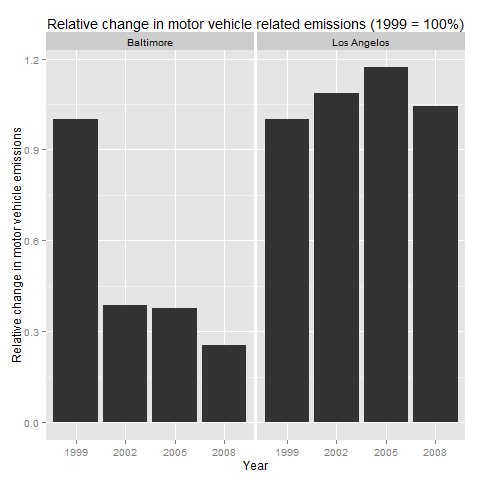 Relative change in motor vehicle related emissions (1999 = 100%)
Baltimore
Los Angelos
Relative change in motor vehicle emissions
1.2
0.9
0.6
0.3
0.0
1999 2002 2005 2008
1999 2002 2005 2008
Year